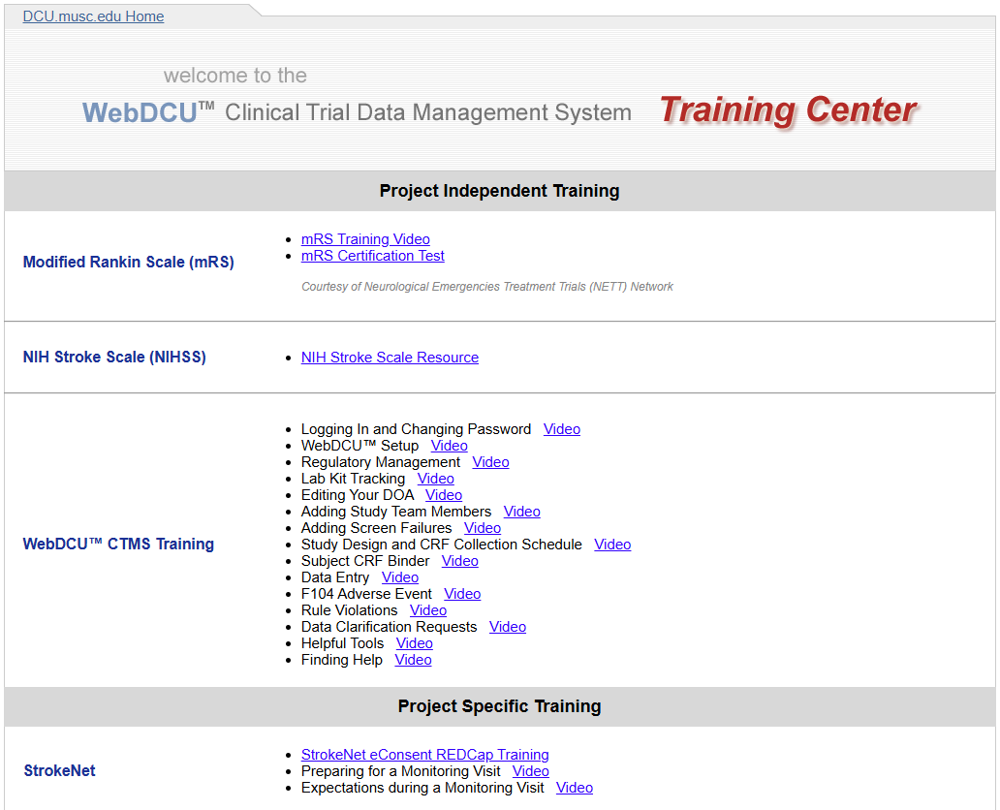 DCU.musc.edu Home
welcome to the
WebDCU™ Clinical Trial Data Management System Training Center
Project Independent Training
Modified Rankin Scale (mRS)
mRS Training Video
mRS Certification Test
Courtesy of Neurological Emergencies Treatment Trials (NETT) Network
NIH Stroke Scale (NIHSS)
NIH Stroke Scale Resource
WebDCU™ CTMS Training
Logging In and Changing Password Video
WebDCU™ Setup Video
Regulatory Management Video
Lab Kit Tracking Video
Editing Your DOA Video
Adding Study Team Members Video
Adding Screen Failures Video
Study Design and CRF Collection Schedule Video
Subject CRF Binder Video
Data Entry Video
F104 Adverse Event Video
Rule Violations Video
Data Clarification Requests Video
Helpful Tools Video
Finding Help Video
Project Specific Training
StrokeNet
StrokeNet eConsent REDCap Training
Preparing for a Monitoring Visit Video
Expectations during a Monitoring Visit Video